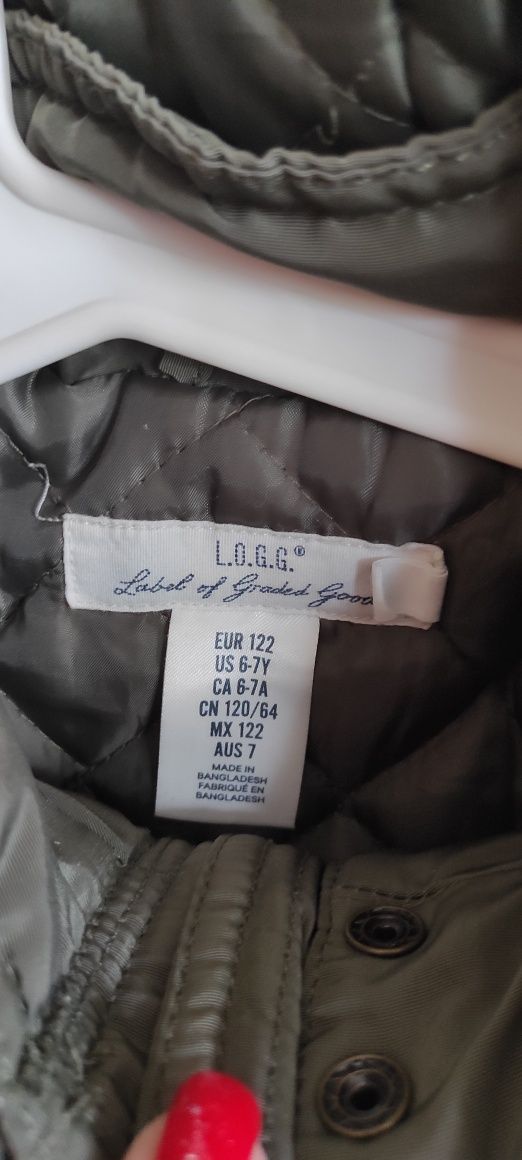 L.O.G.G.®
Label of Graded
EUR 122
US 6-7Y
CA 6-7A
CN 120/64
MX 122
AUS 7
MADE IN
BANGLADESH
FABRIQUÉ EN
BANGLADESH